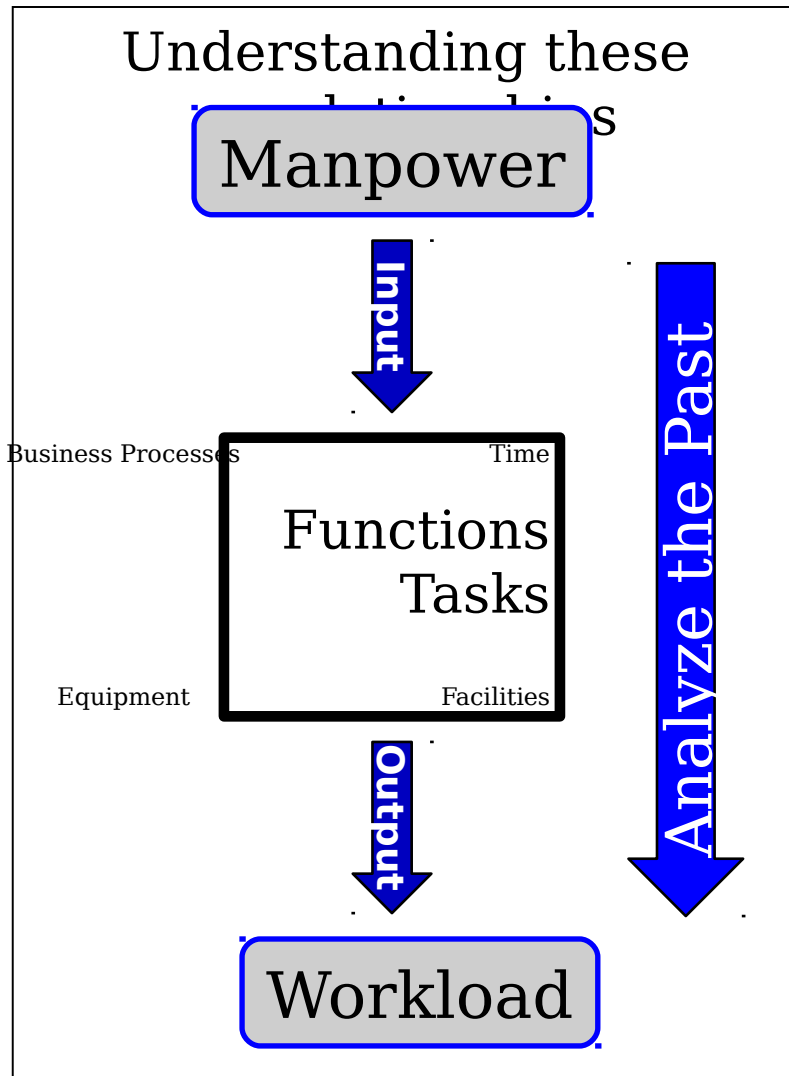 Understanding these
Manpower
Input
Business Processes
Time
Functions
Tasks
Equipment
Facilities
Output
Workload
Analyze the Past